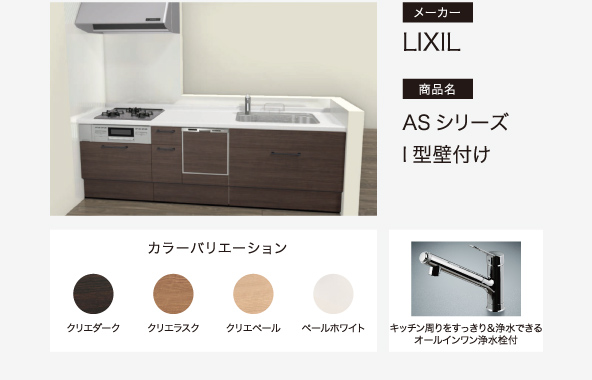 メーカー
LIXIL
商品名
ASシリーズ
I型壁付け
カラーバリエーション
クリエダーク
クリエラスク
クリエペール
ペールホワイト
キッチン周りをすっきり&浄水できる
オールインワン浄水栓付